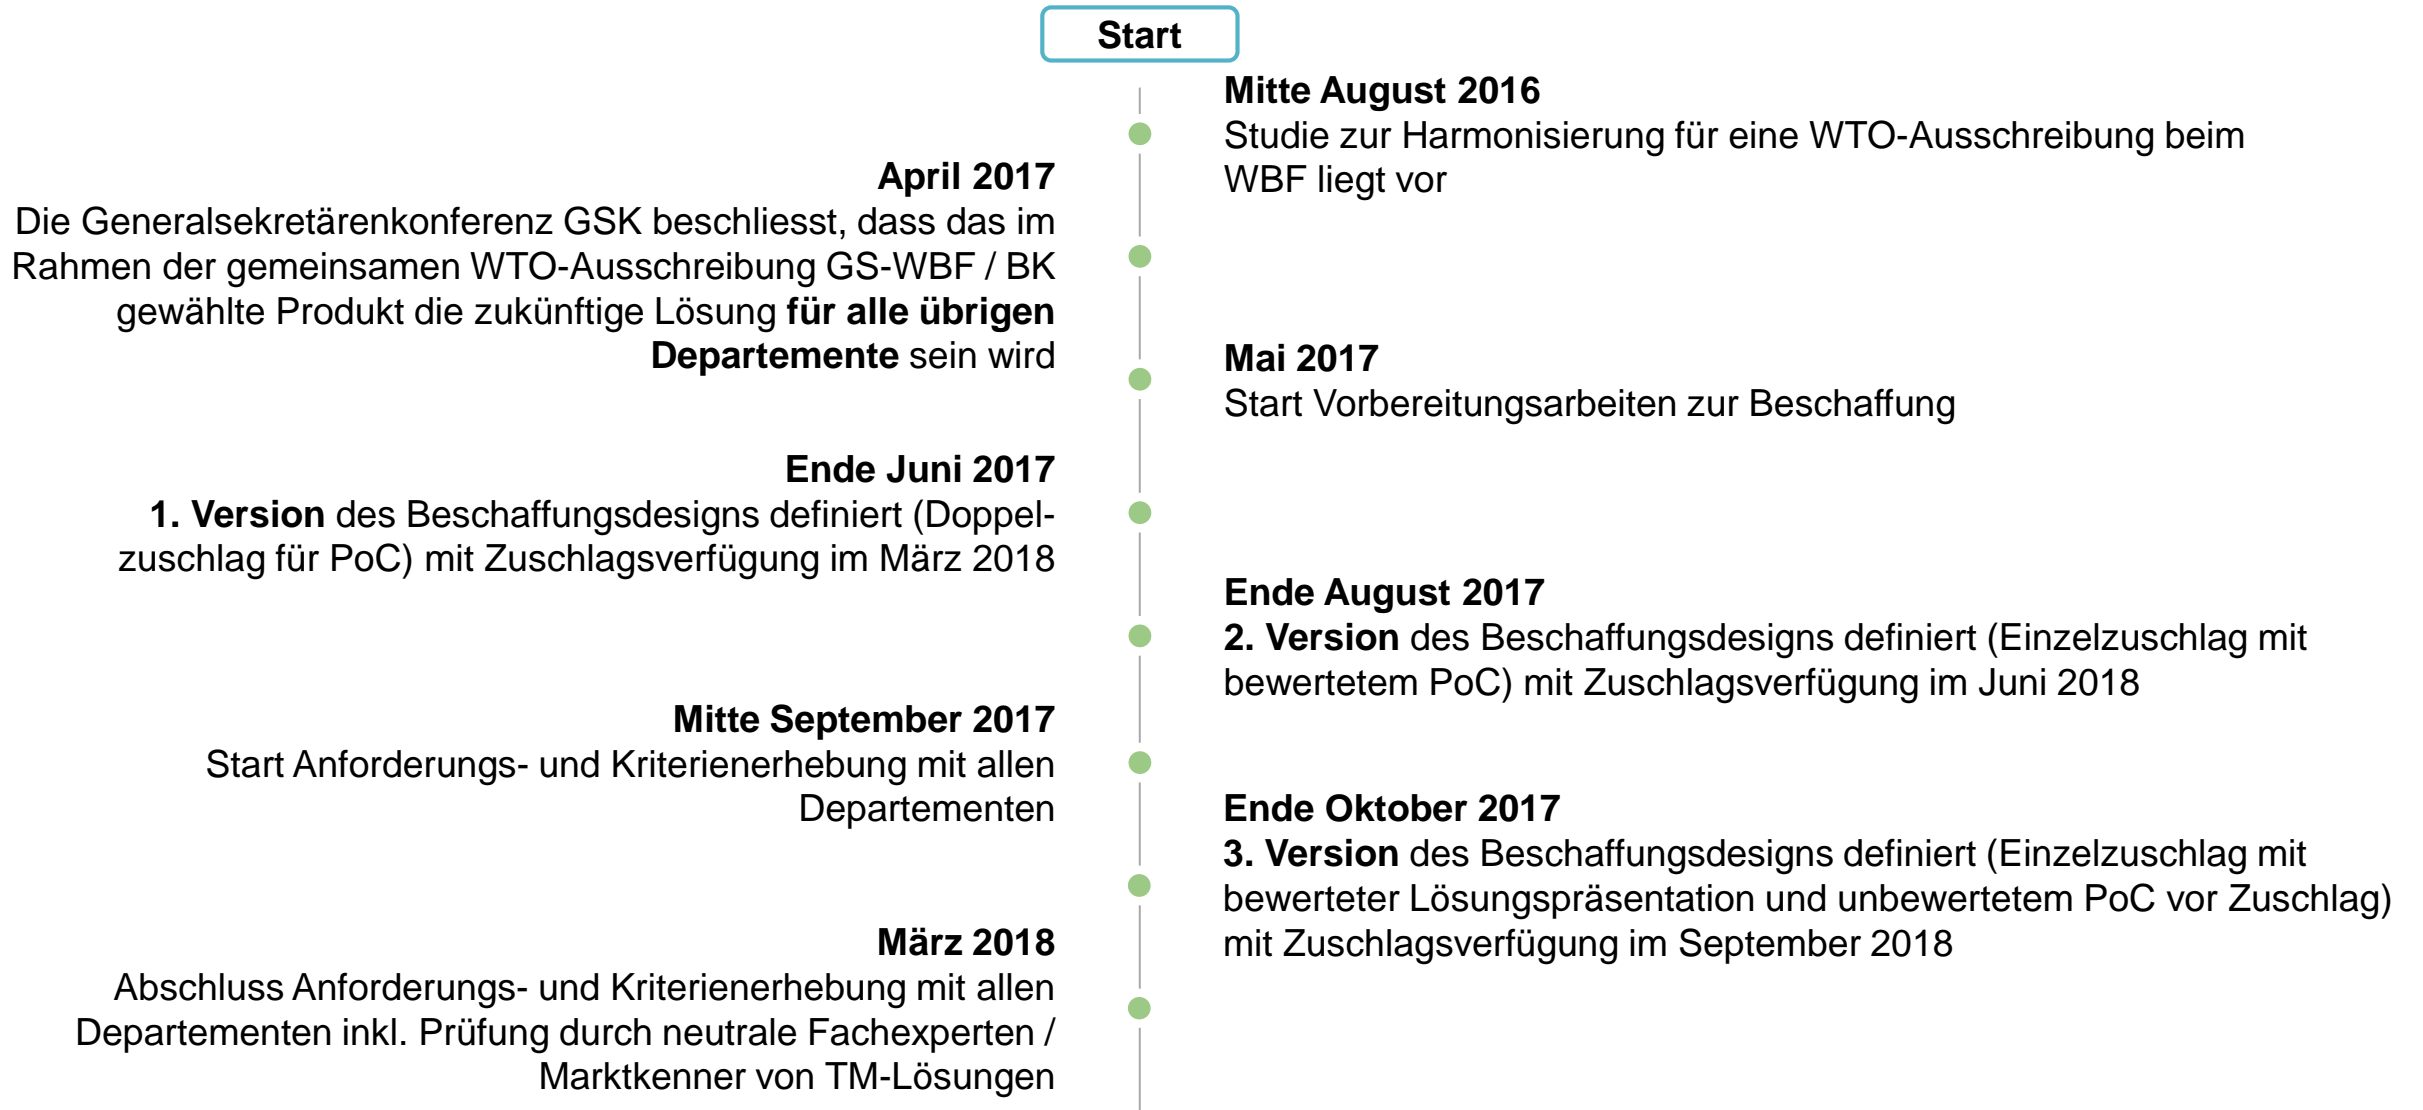 Start
Mitte August 2016
Studie zur Harmonisierung für eine WTO-Ausschreibung beim
WBF liegt vor
April 2017
Die Generalsekretärenkonferenz GSK beschliesst, dass das im
Rahmen der gemeinsamen WTO-Ausschreibung GS-WBF / BK
gewählte Produkt die zukünftige Lösung für alle übrigen
Departemente sein wird
Mai 2017
Start Vorbereitungsarbeiten zur Beschaffung
Ende Juni 2017
1. Version des Beschaffungsdesigns definiert (Doppel-
zuschlag für PoC) mit Zuschlagsverfügung im März 2018
Ende August 2017
2. Version des Beschaffungsdesigns definiert (Einzelzuschlag mit
bewertetem PoC) mit Zuschlagsverfügung im Juni 2018
Mitte September 2017
Start Anforderungs- und Kriterienerhebung mit allen
Departementen
Ende Oktober 2017
3. Version des Beschaffungsdesigns definiert (Einzelzuschlag mit
bewerteter Lösungspräsentation und unbewertetem PoC vor Zuschlag)
mit Zuschlagsverfügung im September 2018
März 2018
Abschluss Anforderungs- und Kriterienerhebung mit allen
Departementen inkl. Prüfung durch neutrale Fachexperten /
Marktkenner von TM-Lösungen